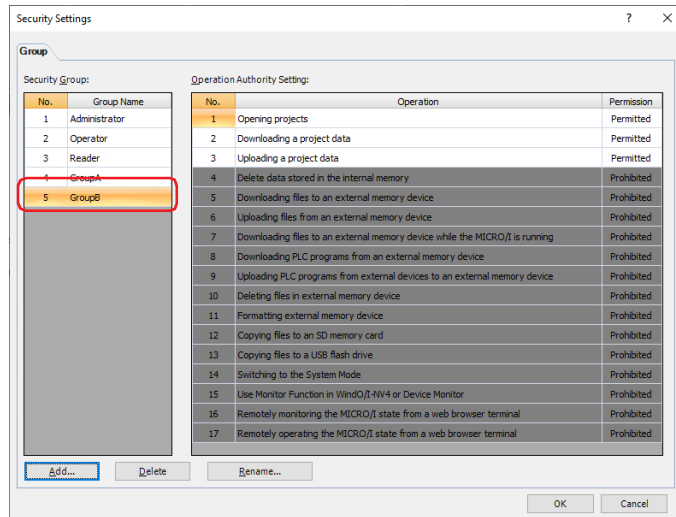 Security Settings
?
Group
Security Group:
Operation Authority Setting:
No. Group Name
1 Administrator
2 Operator
3 Reader
4 GroupA
5 GroupB
No. Operation Permission
1 Opening projects Permitted
2 Downloading a project data Permitted
3 Uploading a project data Permitted
4 Delete data stored in the internal memory Prohibited
5 Downloading files to an external memory device Prohibited
6 Uploading files from an external memory device Prohibited
7 Downloading files to an external memory device while the MICRO/I is running Prohibited
8 Downloading PLC programs from an external memory device Prohibited
9 Uploading PLC programs from external devices to an external memory device Prohibited
10 Deleting files in external memory device Prohibited
11 Formatting external memory device Prohibited
12 Copying files to an SD memory card Prohibited
13 Copying files to a USB flash drive Prohibited
14 Switching to the System Mode Prohibited
15 Use Monitor Function in WindO/I-NV4 or Device Monitor Prohibited
16 Remotely monitoring the MICRO/I state from a web browser terminal Prohibited
17 Remotely operating the MICRO/I state from a web browser terminal Prohibited
Add... Delete Rename...
OK Cancel